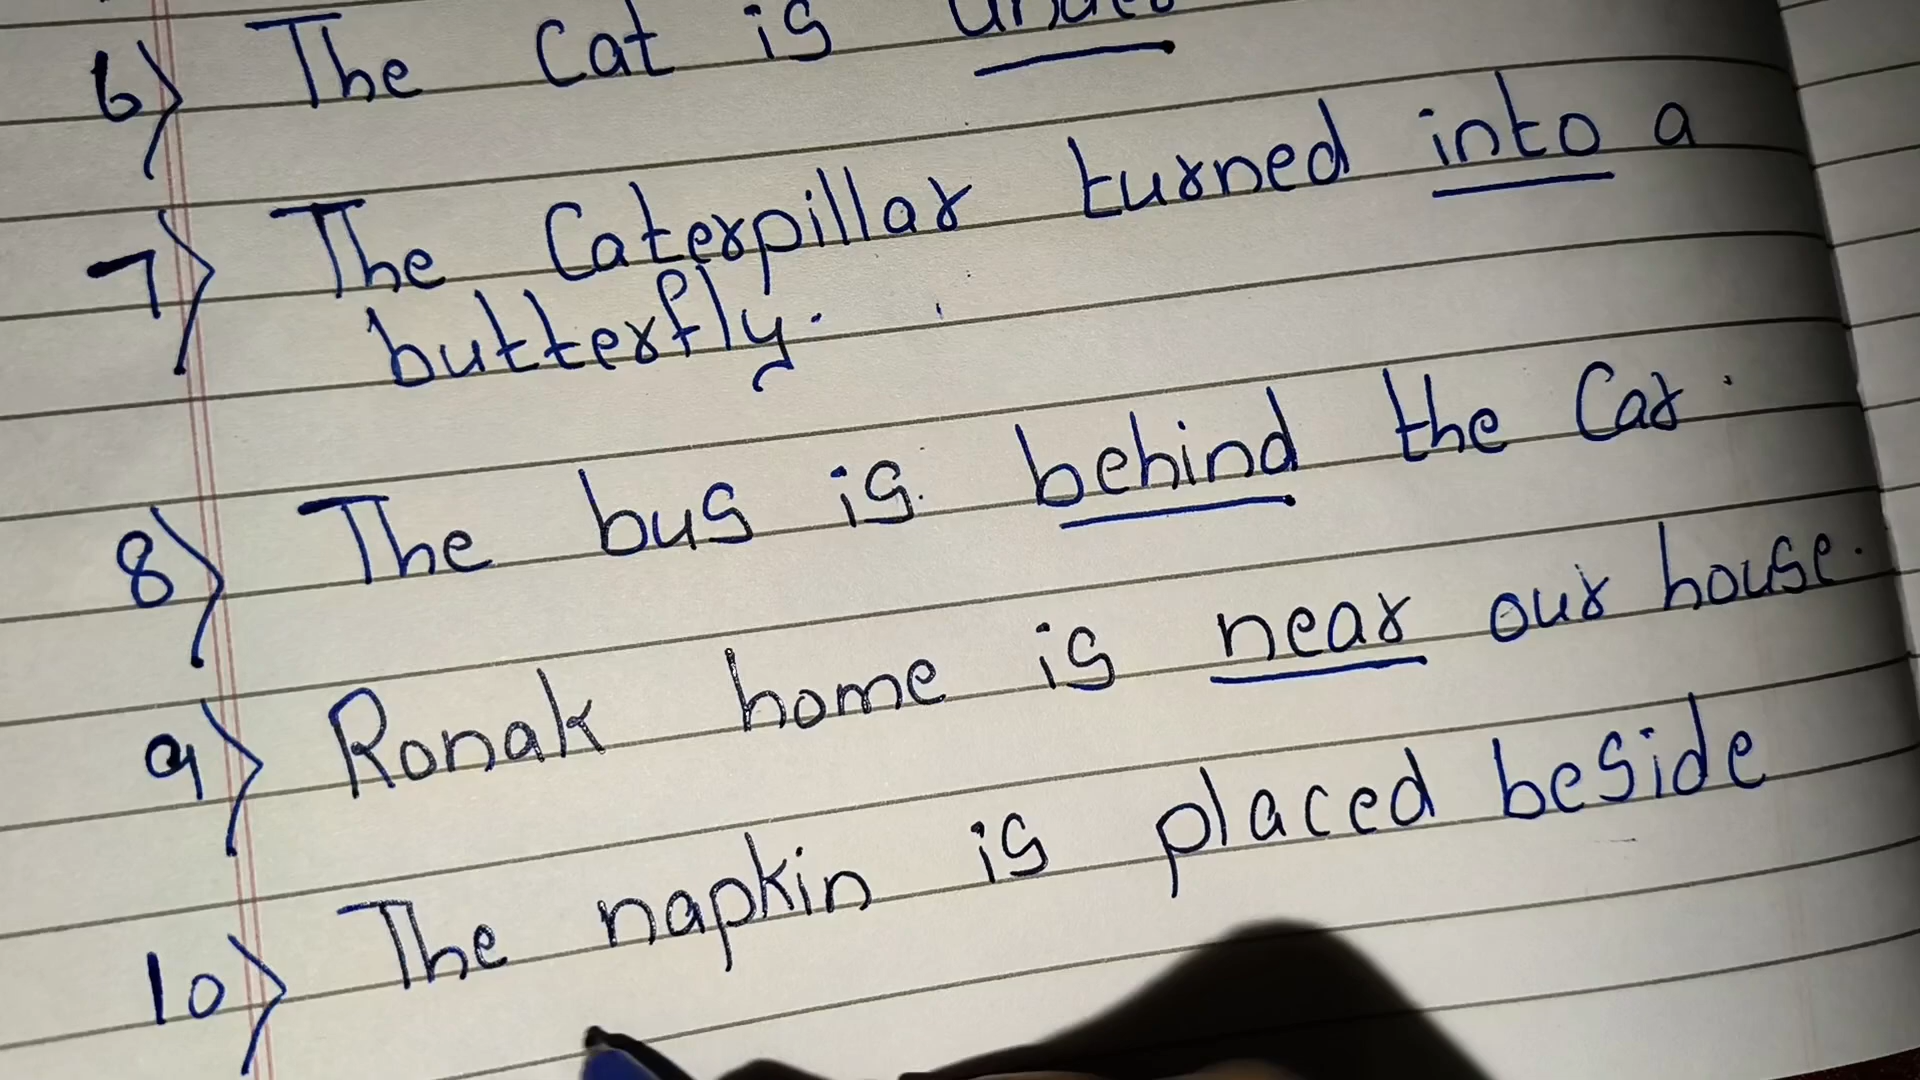 6) The Cat is under
7) The Caterpillar turned into a
butterfly.
8) The bus is behind the Car.
9) Ronak home is near our house.
10) The napkin is placed beside